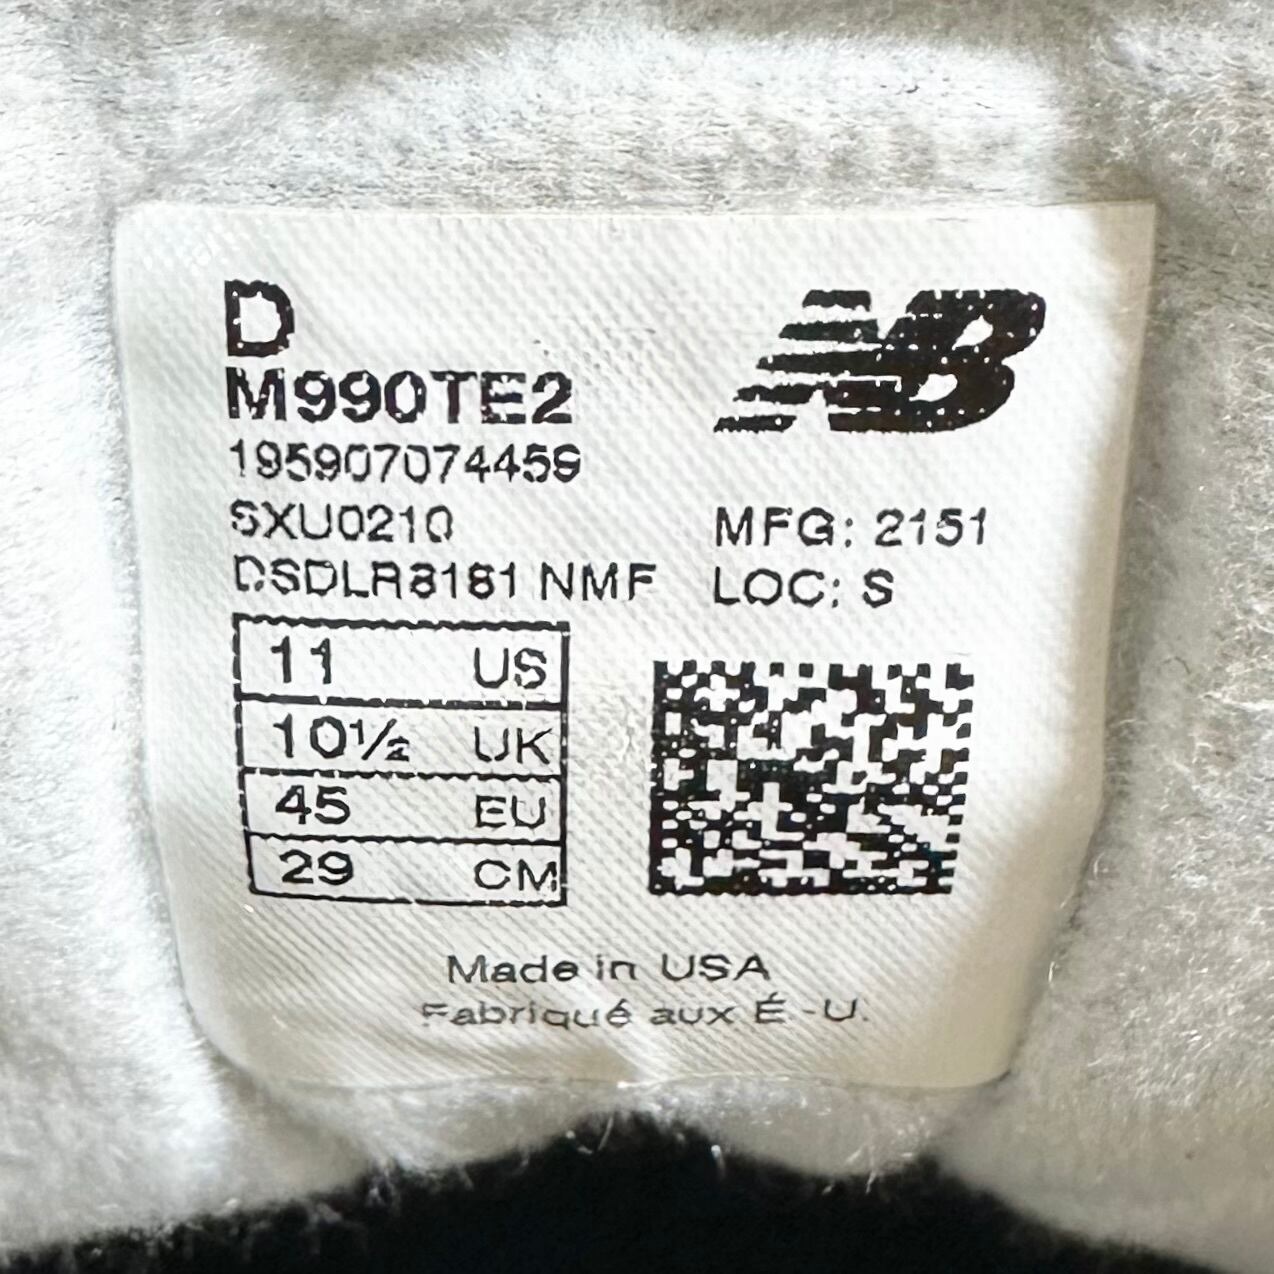 D
NB
M990TE2
195907074459
SXU0210
MFG: 2151
DSDLR8181 NMF
LOC: S
11 US
10½ UK
45 EU
29 CM
Made in USA
Fabriqué aux É-U.